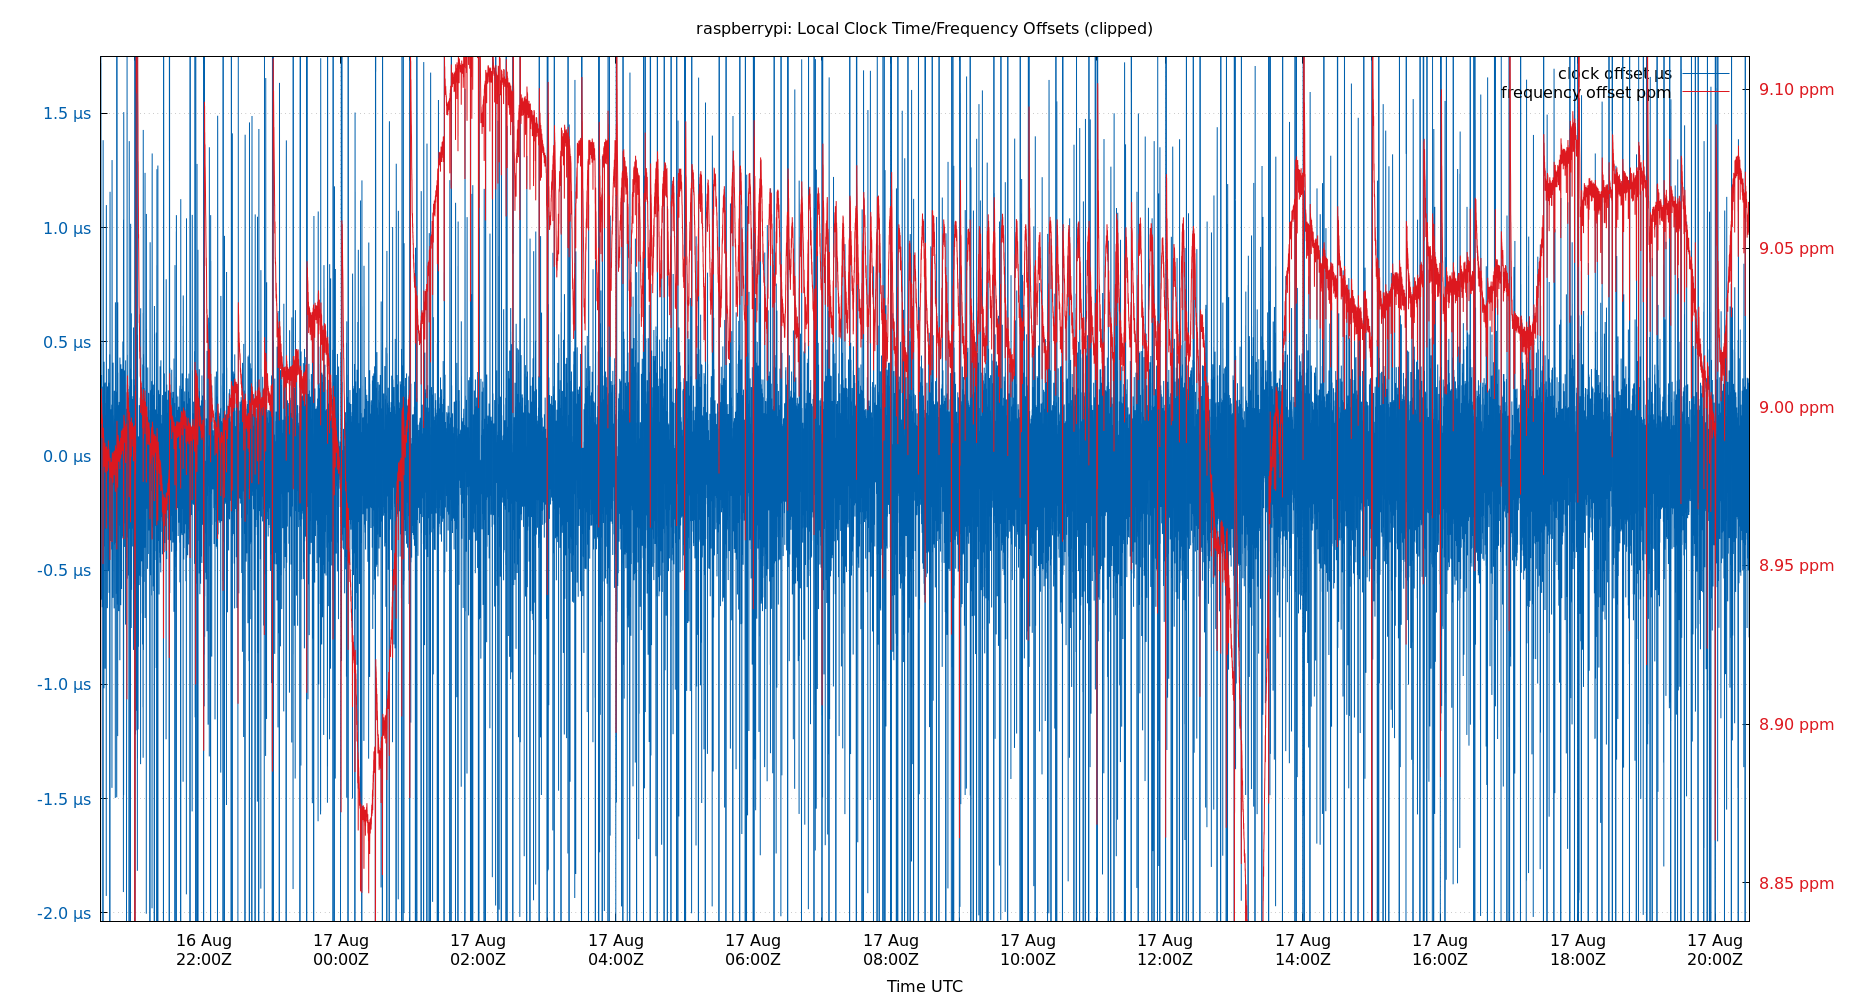 raspberrypi: Local Clock Time/Frequency Offsets (clipped)
clock offset µs
frequency offset ppm
1.5 µs
1.0 µs
0.5 µs
0.0 µs
-0.5 µs
-1.0 µs
-1.5 µs
-2.0 µs
9.10 ppm
9.05 ppm
9.00 ppm
8.95 ppm
8.90 ppm
8.85 ppm
16 Aug 17 Aug 17 Aug 17 Aug 17 Aug 17 Aug 17 Aug 17 Aug 17 Aug 17 Aug 17 Aug 17 Aug
22:00Z 00:00Z 02:00Z 04:00Z 06:00Z 08:00Z 10:00Z 12:00Z 14:00Z 16:00Z 18:00Z 20:00Z
Time UTC